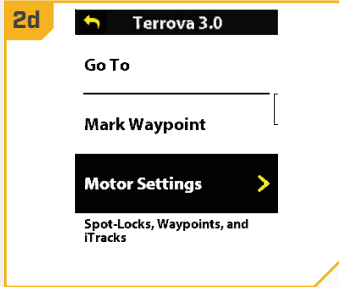 2d
Terrova 3.0
Go To
Mark Waypoint
Motor Settings
Spot-Locks, Waypoints, and
iTracks